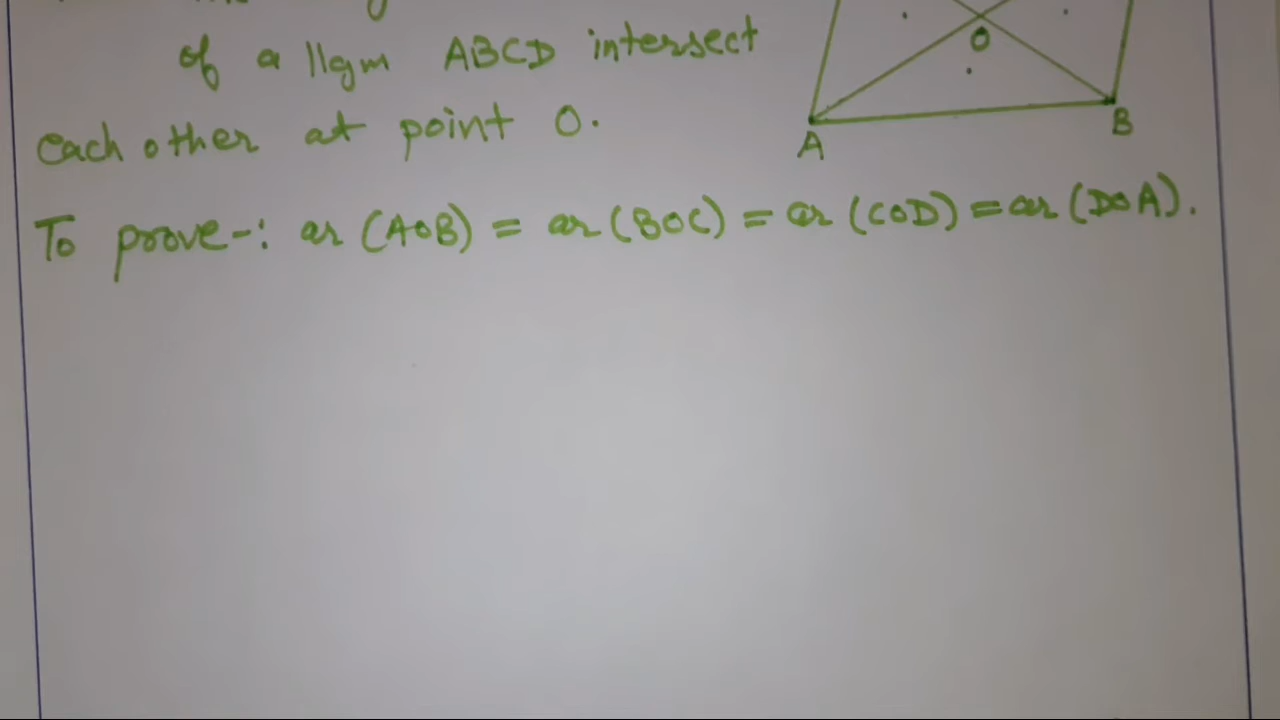 of a ||gm ABCD intersect
each other at point O.
To prove-: ar (AOB) = ar (BOC) = ar (COD) = ar (DOA).
O
A
B